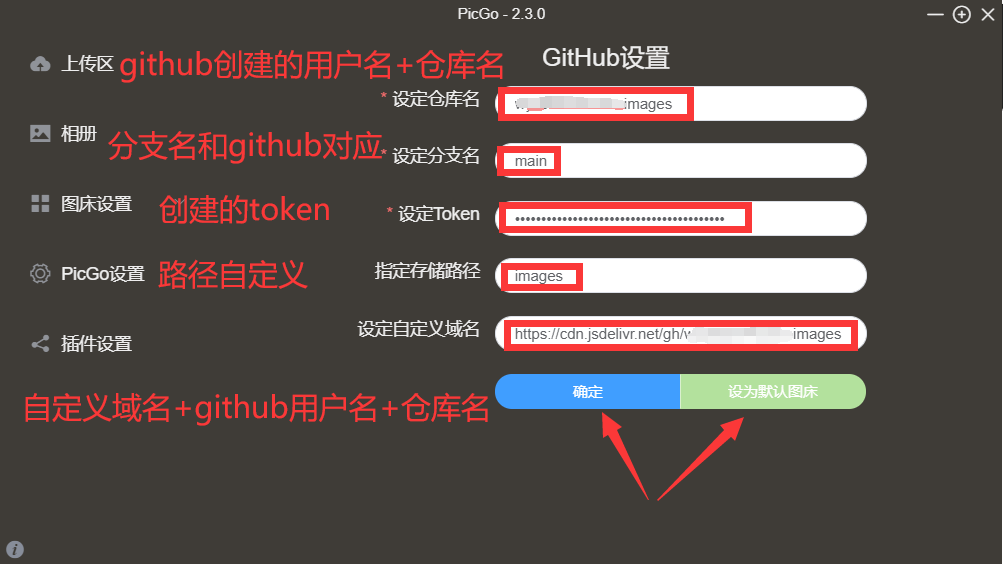 PicGo - 2.3.0
上传区
github创建的用户名+仓库名
GitHub设置
* 设定仓库名
images
相册
分支名和github对应
* 设定分支名
main
图床设置
创建的token
* 设定Token
PicGo设置
路径自定义
指定存储路径
images
插件设置
设定自定义域名
https://cdn.jsdelivr.net/gh/w
images
自定义域名+github用户名+仓库名
确定
设为默认图床